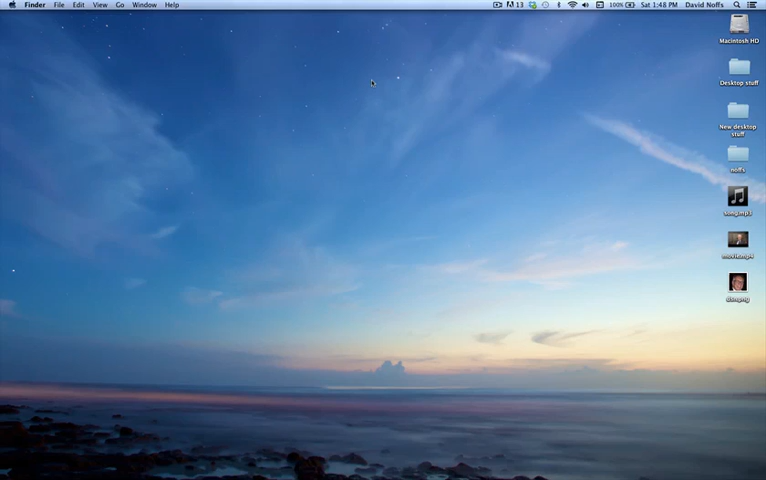 Finder File Edit View Go Window Help 13 100% Sat 1:48 PM David Noffs
Macintosh HD
Desktop stuff
New desktop
stuff
noffs
song.mp3
movie.mp4